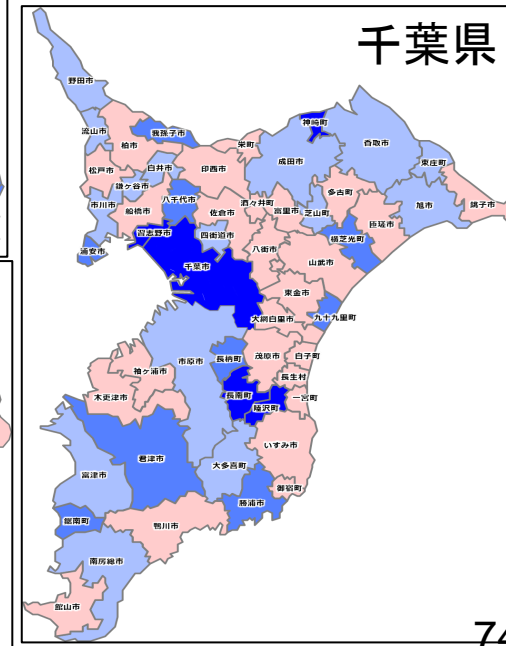 千葉県
野田市
流山市
柏市
我孫子市
神崎町
香取市
栄町
成田市
東庄町
松戸市
白井市
印西市
鎌ヶ谷市
多古町
八千代市
酒々井町
富里市
芝山町
旭市
銚子市
市川市
船橋市
佐倉市
匝瑳市
習志野市
四街道市
横芝光町
浦安市
八街市
千葉市
山武市
東金市
大網白里市
九十九里町
市原市
長柄町
茂原市
白子町
袖ヶ浦市
長生村
木更津市
長南町
一宮町
睦沢町
いすみ市
君津市
大多喜町
富津市
御宿町
勝浦市
鋸南町
鴨川市
南房総市
館山市
74